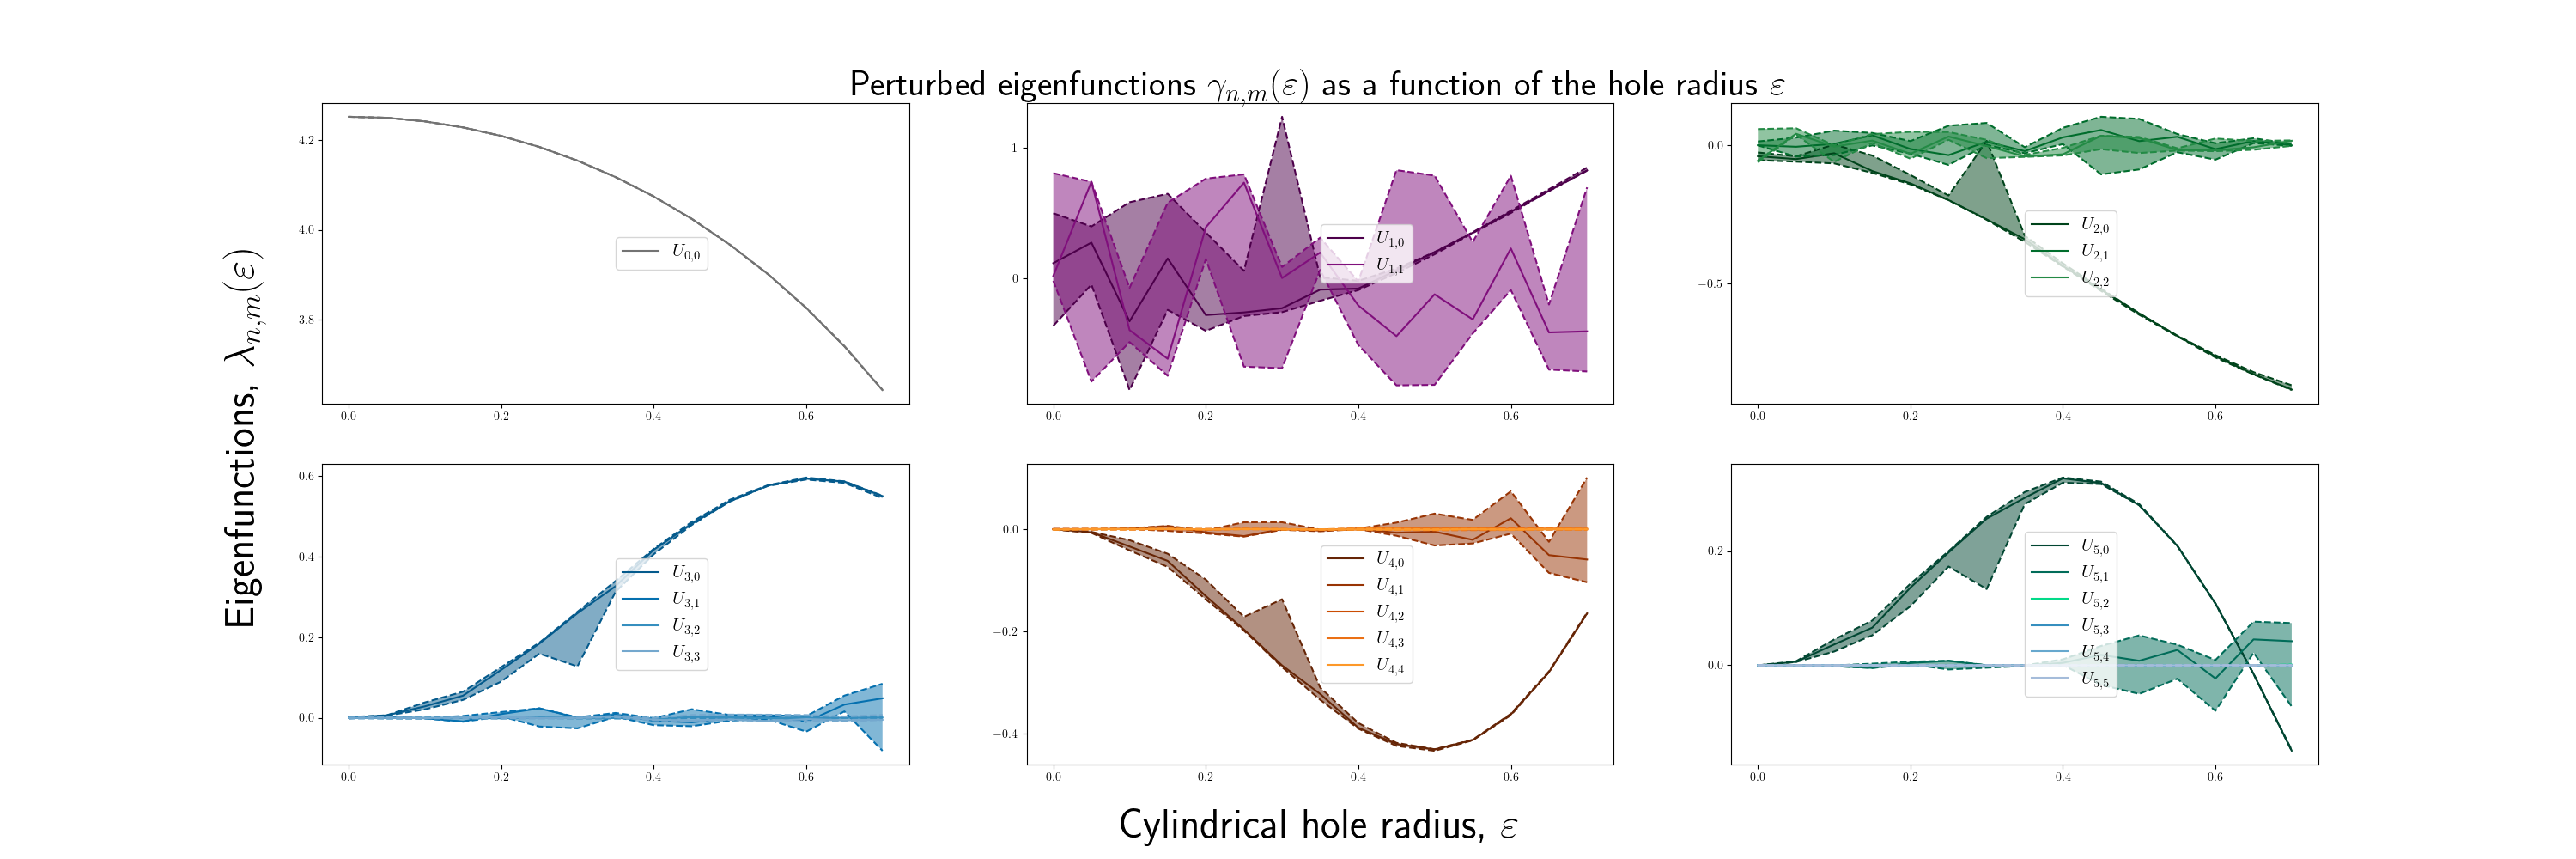 Perturbed eigenfunctions γ_{n,m}(ε) as a function of the hole radius ε
Eigenfunctions, λ_{n,m}(ε)
4.2
4.0
3.8
0.0 0.2 0.4 0.6
U_{0,0}
1
0
0.0 0.2 0.4 0.6
U_{1,0}
U_{1,1}
0.0
−0.5
0.0 0.2 0.4 0.6
U_{2,0}
U_{2,1}
U_{2,2}
0.6
0.4
0.2
0.0
0.0 0.2 0.4 0.6
U_{3,0}
U_{3,1}
U_{3,2}
U_{3,3}
0.0
−0.2
−0.4
0.0 0.2 0.4 0.6
U_{4,0}
U_{4,1}
U_{4,2}
U_{4,3}
U_{4,4}
0.2
0.0
0.0 0.2 0.4 0.6
U_{5,0}
U_{5,1}
U_{5,2}
U_{5,3}
U_{5,4}
U_{5,5}
Cylindrical hole radius, ε